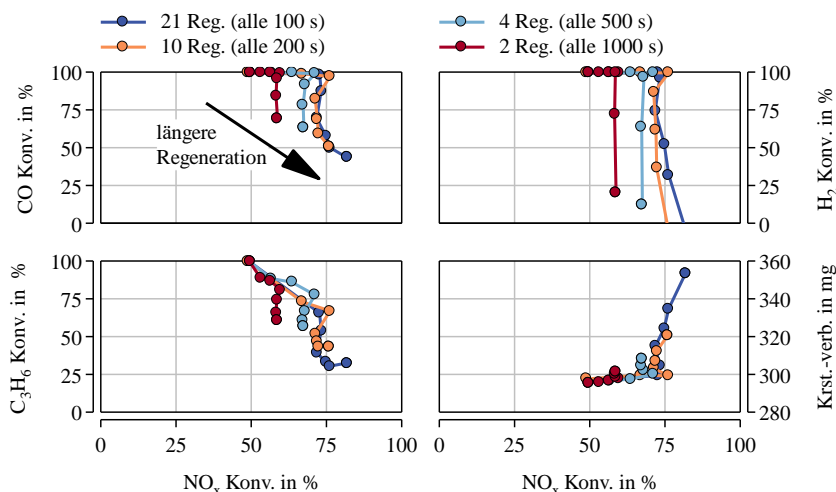 21 Reg. (alle 100 s)
10 Reg. (alle 200 s)
4 Reg. (alle 500 s)
2 Reg. (alle 1000 s)
CO Konv. in %
100
75
50
25
0
längere
Regeneration
100
75
50
25
0
H₂ Konv. in %
C₃H₆ Konv. in %
100
75
50
25
0
360
340
320
300
280
Krst.-verb. in mg
0 25 50 75 100
NOₓ Konv. in %
0 25 50 75 100
NOₓ Konv. in %